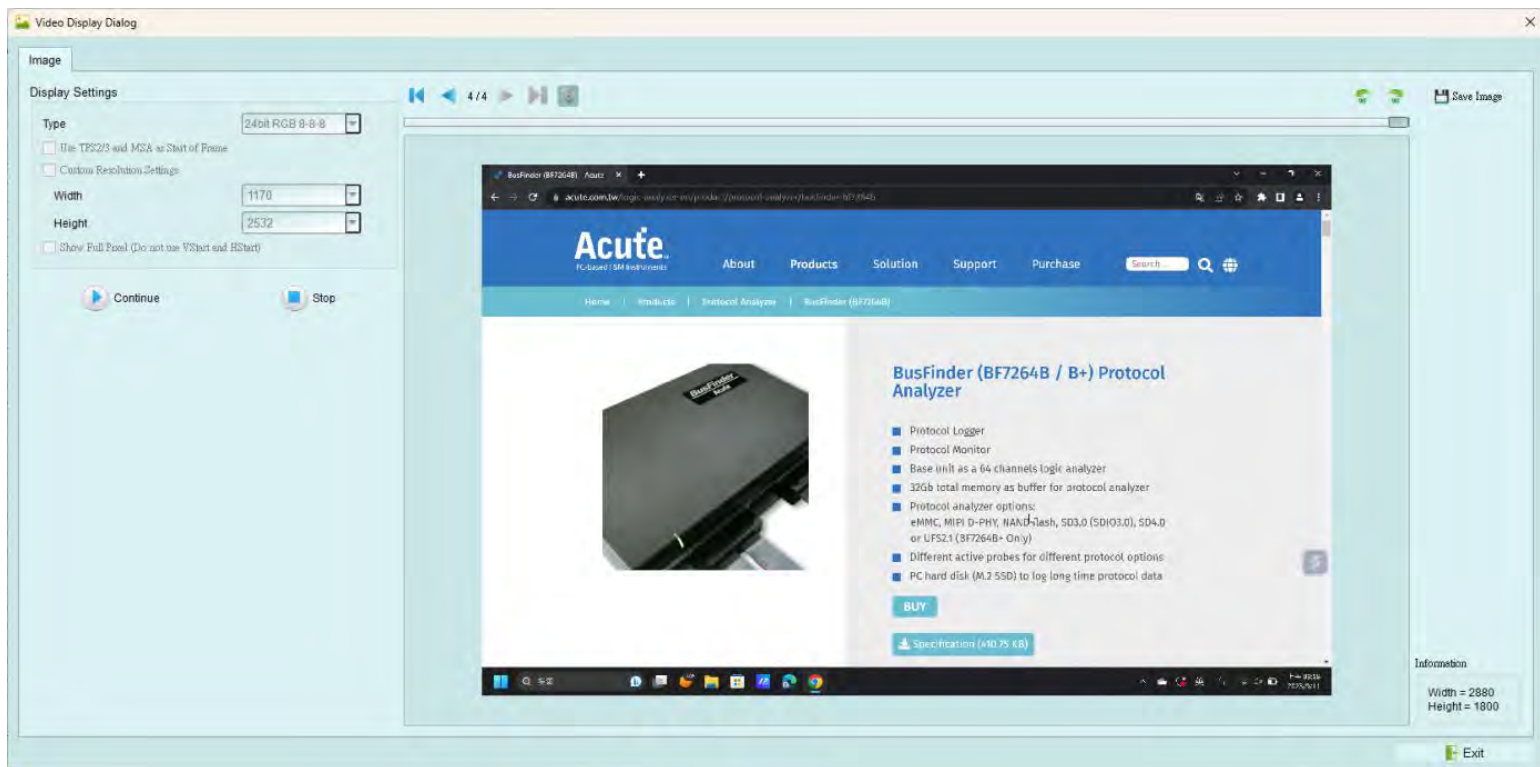 Video Display Dialog
Image
Display Settings
Type
24bit RGB 8-8-8
Use TPS2/3 and MSA as Start of Frame
Custom Resolution Settings
Width
1170
Height
2532
Show Full Pixel (Do not use VStart and HStart)
Continue
Stop
4/4
Save Image
BusFinder (BF7264B) Acute
Acute
PC-based T&M Instruments
About
Products
Solution
Support
Purchase
Search
Home | Products | Protocol Analyzer | BusFinder (BF7264B)
BusFinder
Acute
BusFinder (BF7264B / B+) Protocol
Analyzer
Protocol Logger
Protocol Monitor
Base unit as a 64 channels logic analyzer
32Gb total memory as buffer for protocol analyzer
Protocol analyzer options:
eMMC, MIPI D-PHY, NAND flash, SD3.0 (SDIO3.0), SD4.0
or UFS2.1 (BF7264B+ Only)
Different active probes for different protocol options
PC hard disk (M.2 SSD) to log long time protocol data
BUY
Specification (410.75 KB)
Information
Width = 2880
Height = 1800
Exit